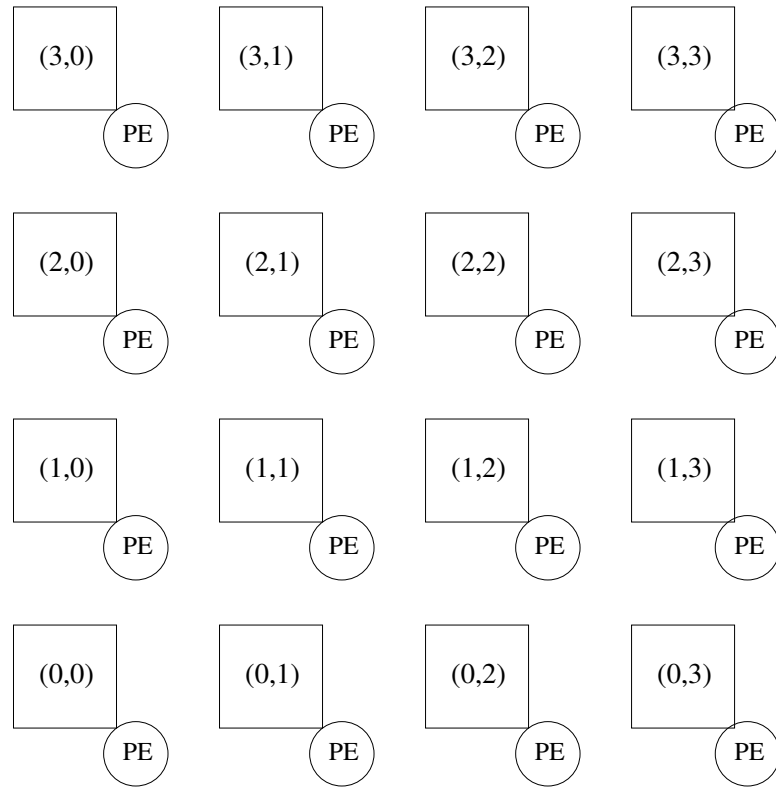 (3,0) (3,1) (3,2) (3,3)
PE PE PE PE
(2,0) (2,1) (2,2) (2,3)
PE PE PE PE
(1,0) (1,1) (1,2) (1,3)
PE PE PE PE
(0,0) (0,1) (0,2) (0,3)
PE PE PE PE